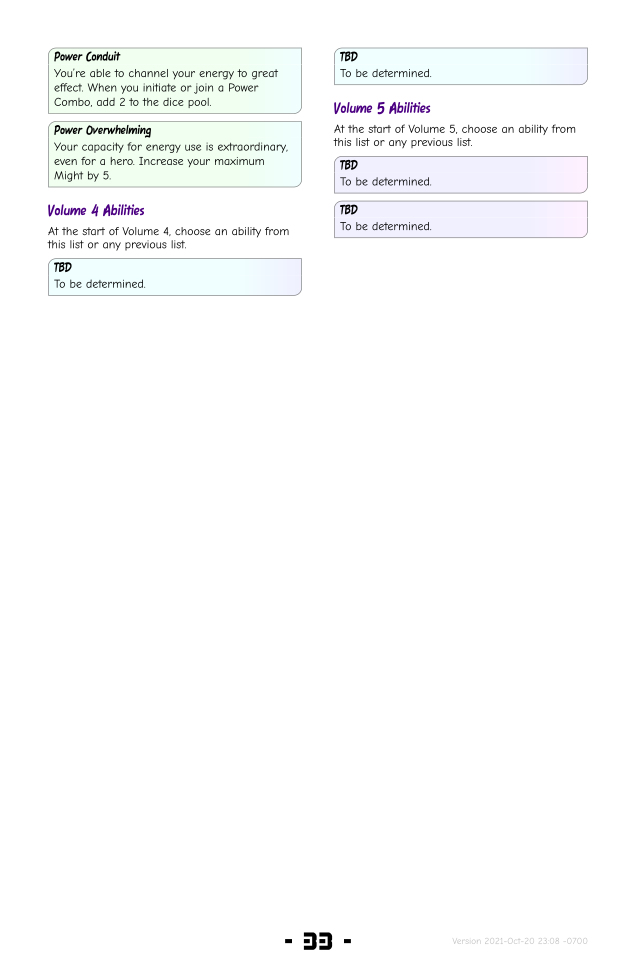 Power Conduit
You're able to channel your energy to great
effect. When you initiate or join a Power
Combo, add 2 to the dice pool.
Power Overwhelming
Your capacity for energy use is extraordinary,
even for a hero. Increase your maximum
Might by 5.
Volume 4 Abilities
At the start of Volume 4, choose an ability from
this list or any previous list.
TBD
To be determined.
TBD
To be determined.
Volume 5 Abilities
At the start of Volume 5, choose an ability from
this list or any previous list.
TBD
To be determined.
TBD
To be determined.
- 33 -
Version 2021-Oct-20 23:08 -0700